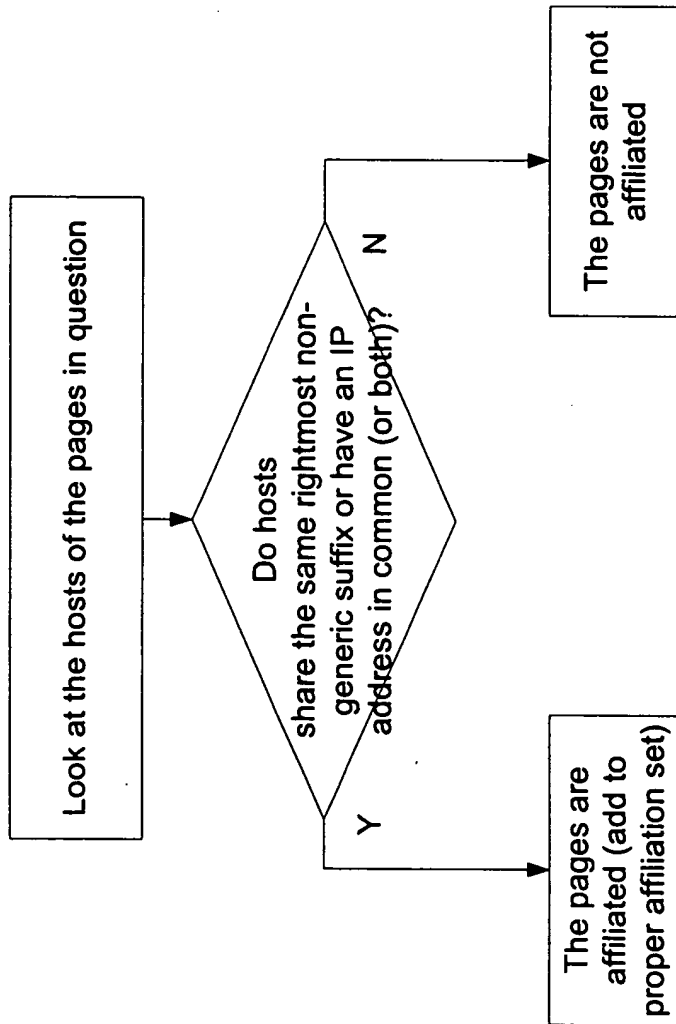 Look at the hosts of the pages in question
Do hosts
share the same rightmost non-
generic suffix or have an IP
address in common (or both)?
Y
N
The pages are
affiliated (add to
proper affiliation set)
The pages are not
affiliated